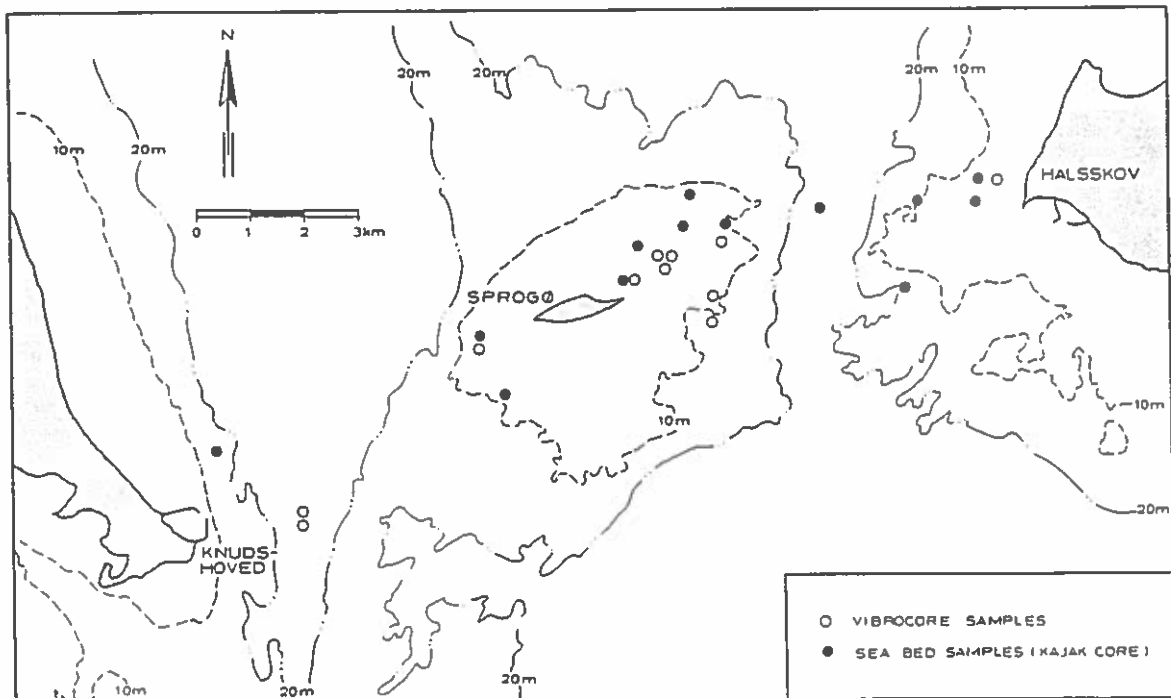 N
20m
20m
20m
10m
10m
20m
HALSSKOV
0 1 2 3km
SPROGØ
10m
10m
20m
KNUDS-
HOVED
10m
20m
20m
VIBROCORE SAMPLES
SEA BED SAMPLES (KAJAK CORE)